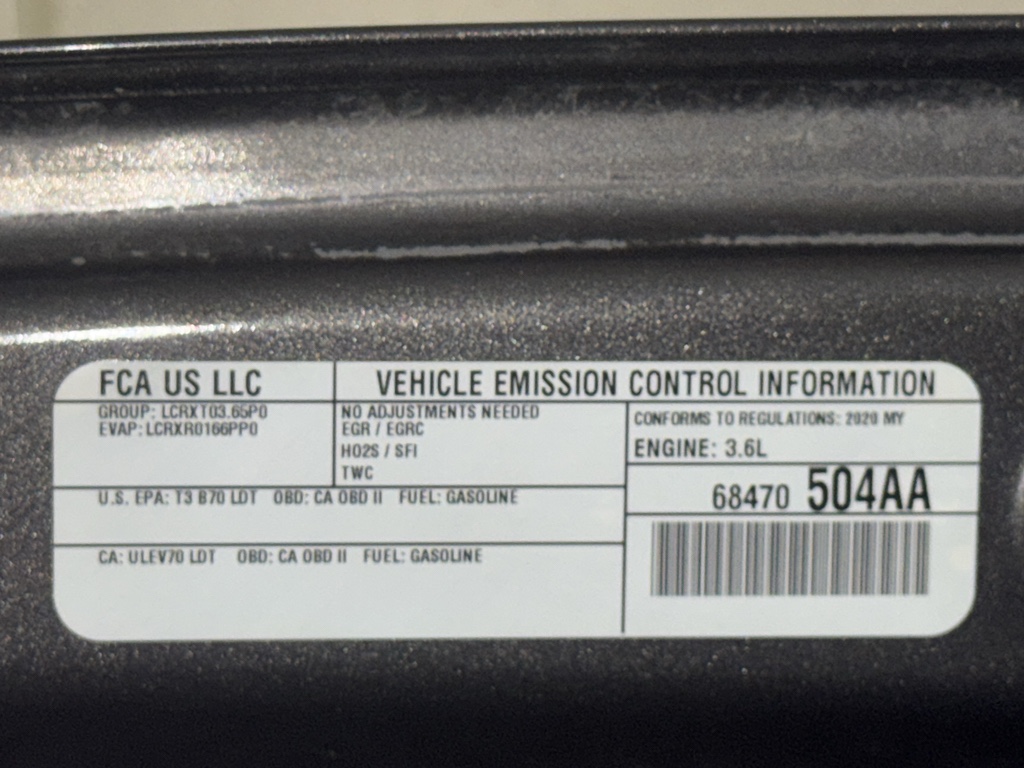 FCA US LLC
VEHICLE EMISSION CONTROL INFORMATION
GROUP: LCRXT03.65P0
EVAP: LCRXR0166PP0
NO ADJUSTMENTS NEEDED
EGR / EGRC
HO2S / SFI
TWC
CONFORMS TO REGULATIONS: 2020 MY
ENGINE: 3.6L
68470 504AA
U.S. EPA: T3 B70 LDT OBD: CA OBD II FUEL: GASOLINE
CA: ULEV70 LDT OBD: CA OBD II FUEL: GASOLINE